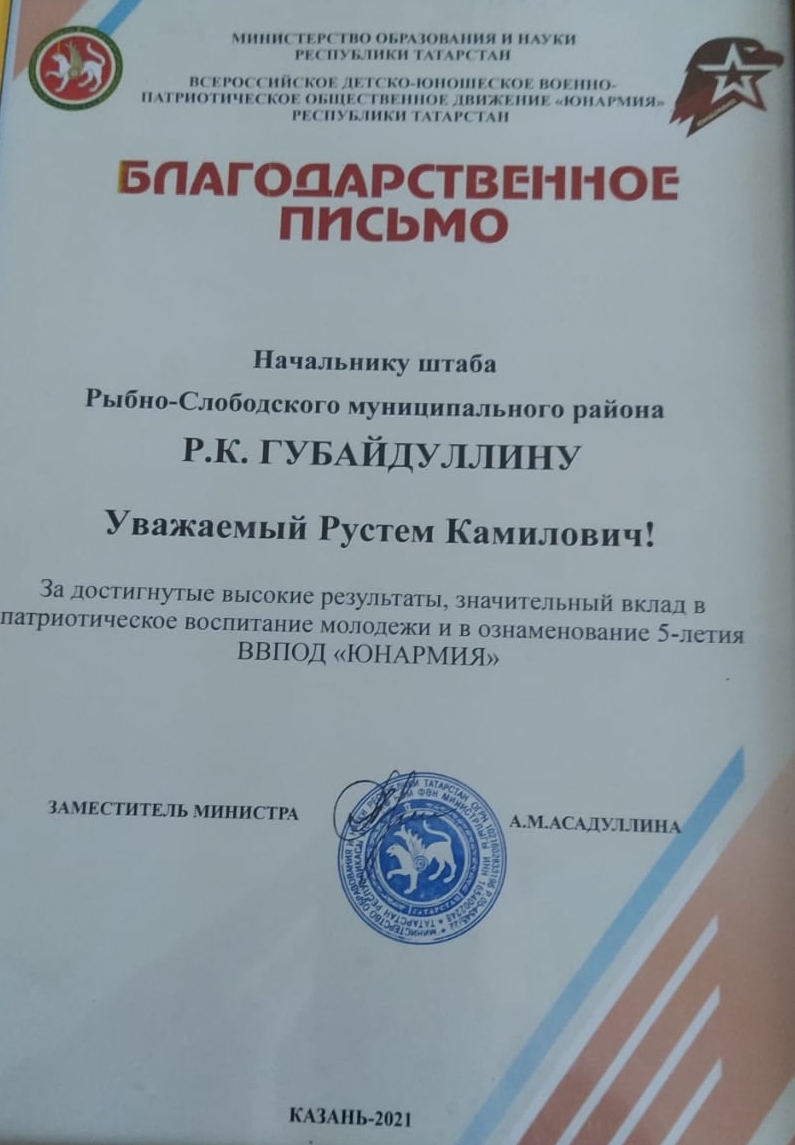 МИНИСТЕРСТВО ОБРАЗОВАНИЯ И НАУКИ
РЕСПУБЛИКИ ТАТАРСТАН
ВСЕРОССИЙСКОЕ ДЕТСКО-ЮНОШЕСКОЕ ВОЕННО-
ПАТРИОТИЧЕСКОЕ ОБЩЕСТВЕННОЕ ДВИЖЕНИЕ «ЮНАРМИЯ»
РЕСПУБЛИКИ ТАТАРСТАН
БЛАГОДАРСТВЕННОЕ
ПИСЬМО
Начальнику штаба
Рыбно-Слободского муниципального района
Р.К. ГУБАЙДУЛЛИНУ
Уважаемый Рустем Камилович!
За достигнутые высокие результаты, значительный вклад в
патриотическое воспитание молодежи и в ознаменование 5-летия
ВВПОД «ЮНАРМИЯ»
ЗАМЕСТИТЕЛЬ МИНИСТРА
А.М.АСАДУЛЛИНА
ТАТАРСТАН
КАЗАНЬ-2021